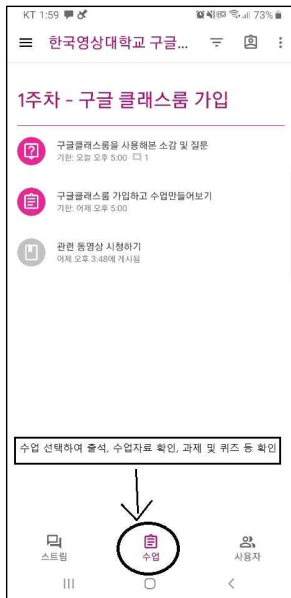 KT 1:59 73%
한국영상대학교 구글...
1주차 - 구글 클래스룸 가입
구글클래스룸을 사용해본 소감 및 질문
기한: 오늘 오후 5:00 1
구글클래스룸 가입하고 수업만들어보기
기한: 어제 오후 5:00
관련 동영상 시청하기
어제 오후 3:48에 게시됨
수업 선택하여 출석, 수업자료 확인, 과제 및 퀴즈 등 확인
스트림 수업 사용자